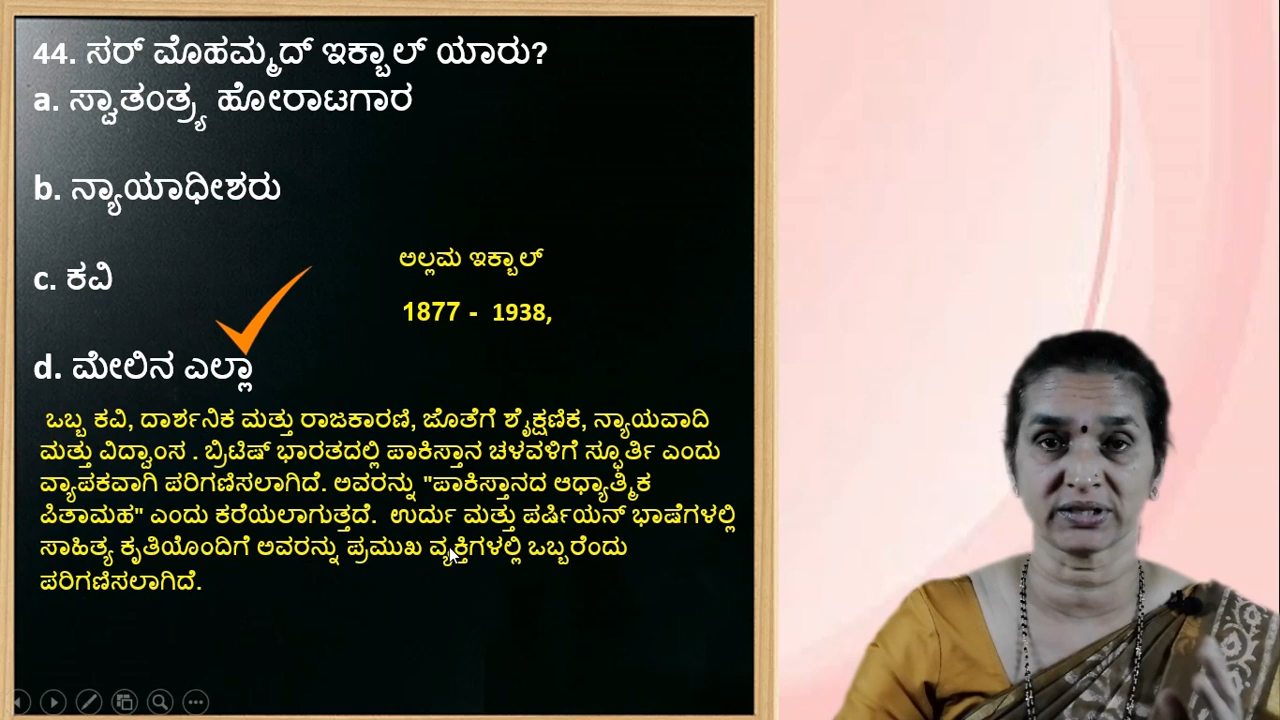 44. ಸರ್ ಮೊಹಮ್ಮದ್ ಇಕ್ಬಾಲ್ ಯಾರು?
a. ಸ್ವಾತಂತ್ರ್ಯ ಹೋರಾಟಗಾರ
b. ನ್ಯಾಯಾಧೀಶರು
c. ಕವಿ
ಅಲ್ಲಮ ಇಕ್ಬಾಲ್
1877 - 1938,
d. ಮೇಲಿನ ಎಲ್ಲಾ
ಒಬ್ಬ ಕವಿ, ದಾರ್ಶನಿಕ ಮತ್ತು ರಾಜಕಾರಣಿ, ಜೊತೆಗೆ ಶೈಕ್ಷಣಿಕ, ನ್ಯಾಯವಾದಿ
ಮತ್ತು ವಿದ್ವಾಂಸ . ಬ್ರಿಟಿಷ್ ಭಾರತದಲ್ಲಿ ಪಾಕಿಸ್ತಾನ ಚಳವಳಿಗೆ ಸ್ಫೂರ್ತಿ ಎಂದು
ವ್ಯಾಪಕವಾಗಿ ಪರಿಗಣಿಸಲಾಗಿದೆ. ಅವರನ್ನು "ಪಾಕಿಸ್ತಾನದ ಆಧ್ಯಾತ್ಮಿಕ
ಪಿತಾಮಹ" ಎಂದು ಕರೆಯಲಾಗುತ್ತದೆ. ಉರ್ದು ಮತ್ತು ಪರ್ಷಿಯನ್ ಭಾಷೆಗಳಲ್ಲಿ
ಸಾಹಿತ್ಯ ಕೃತಿಯೊಂದಿಗೆ ಅವರನ್ನು ಪ್ರಮುಖ ವ್ಯಕ್ತಿಗಳಲ್ಲಿ ಒಬ್ಬರೆಂದು
ಪರಿಗಣಿಸಲಾಗಿದೆ.